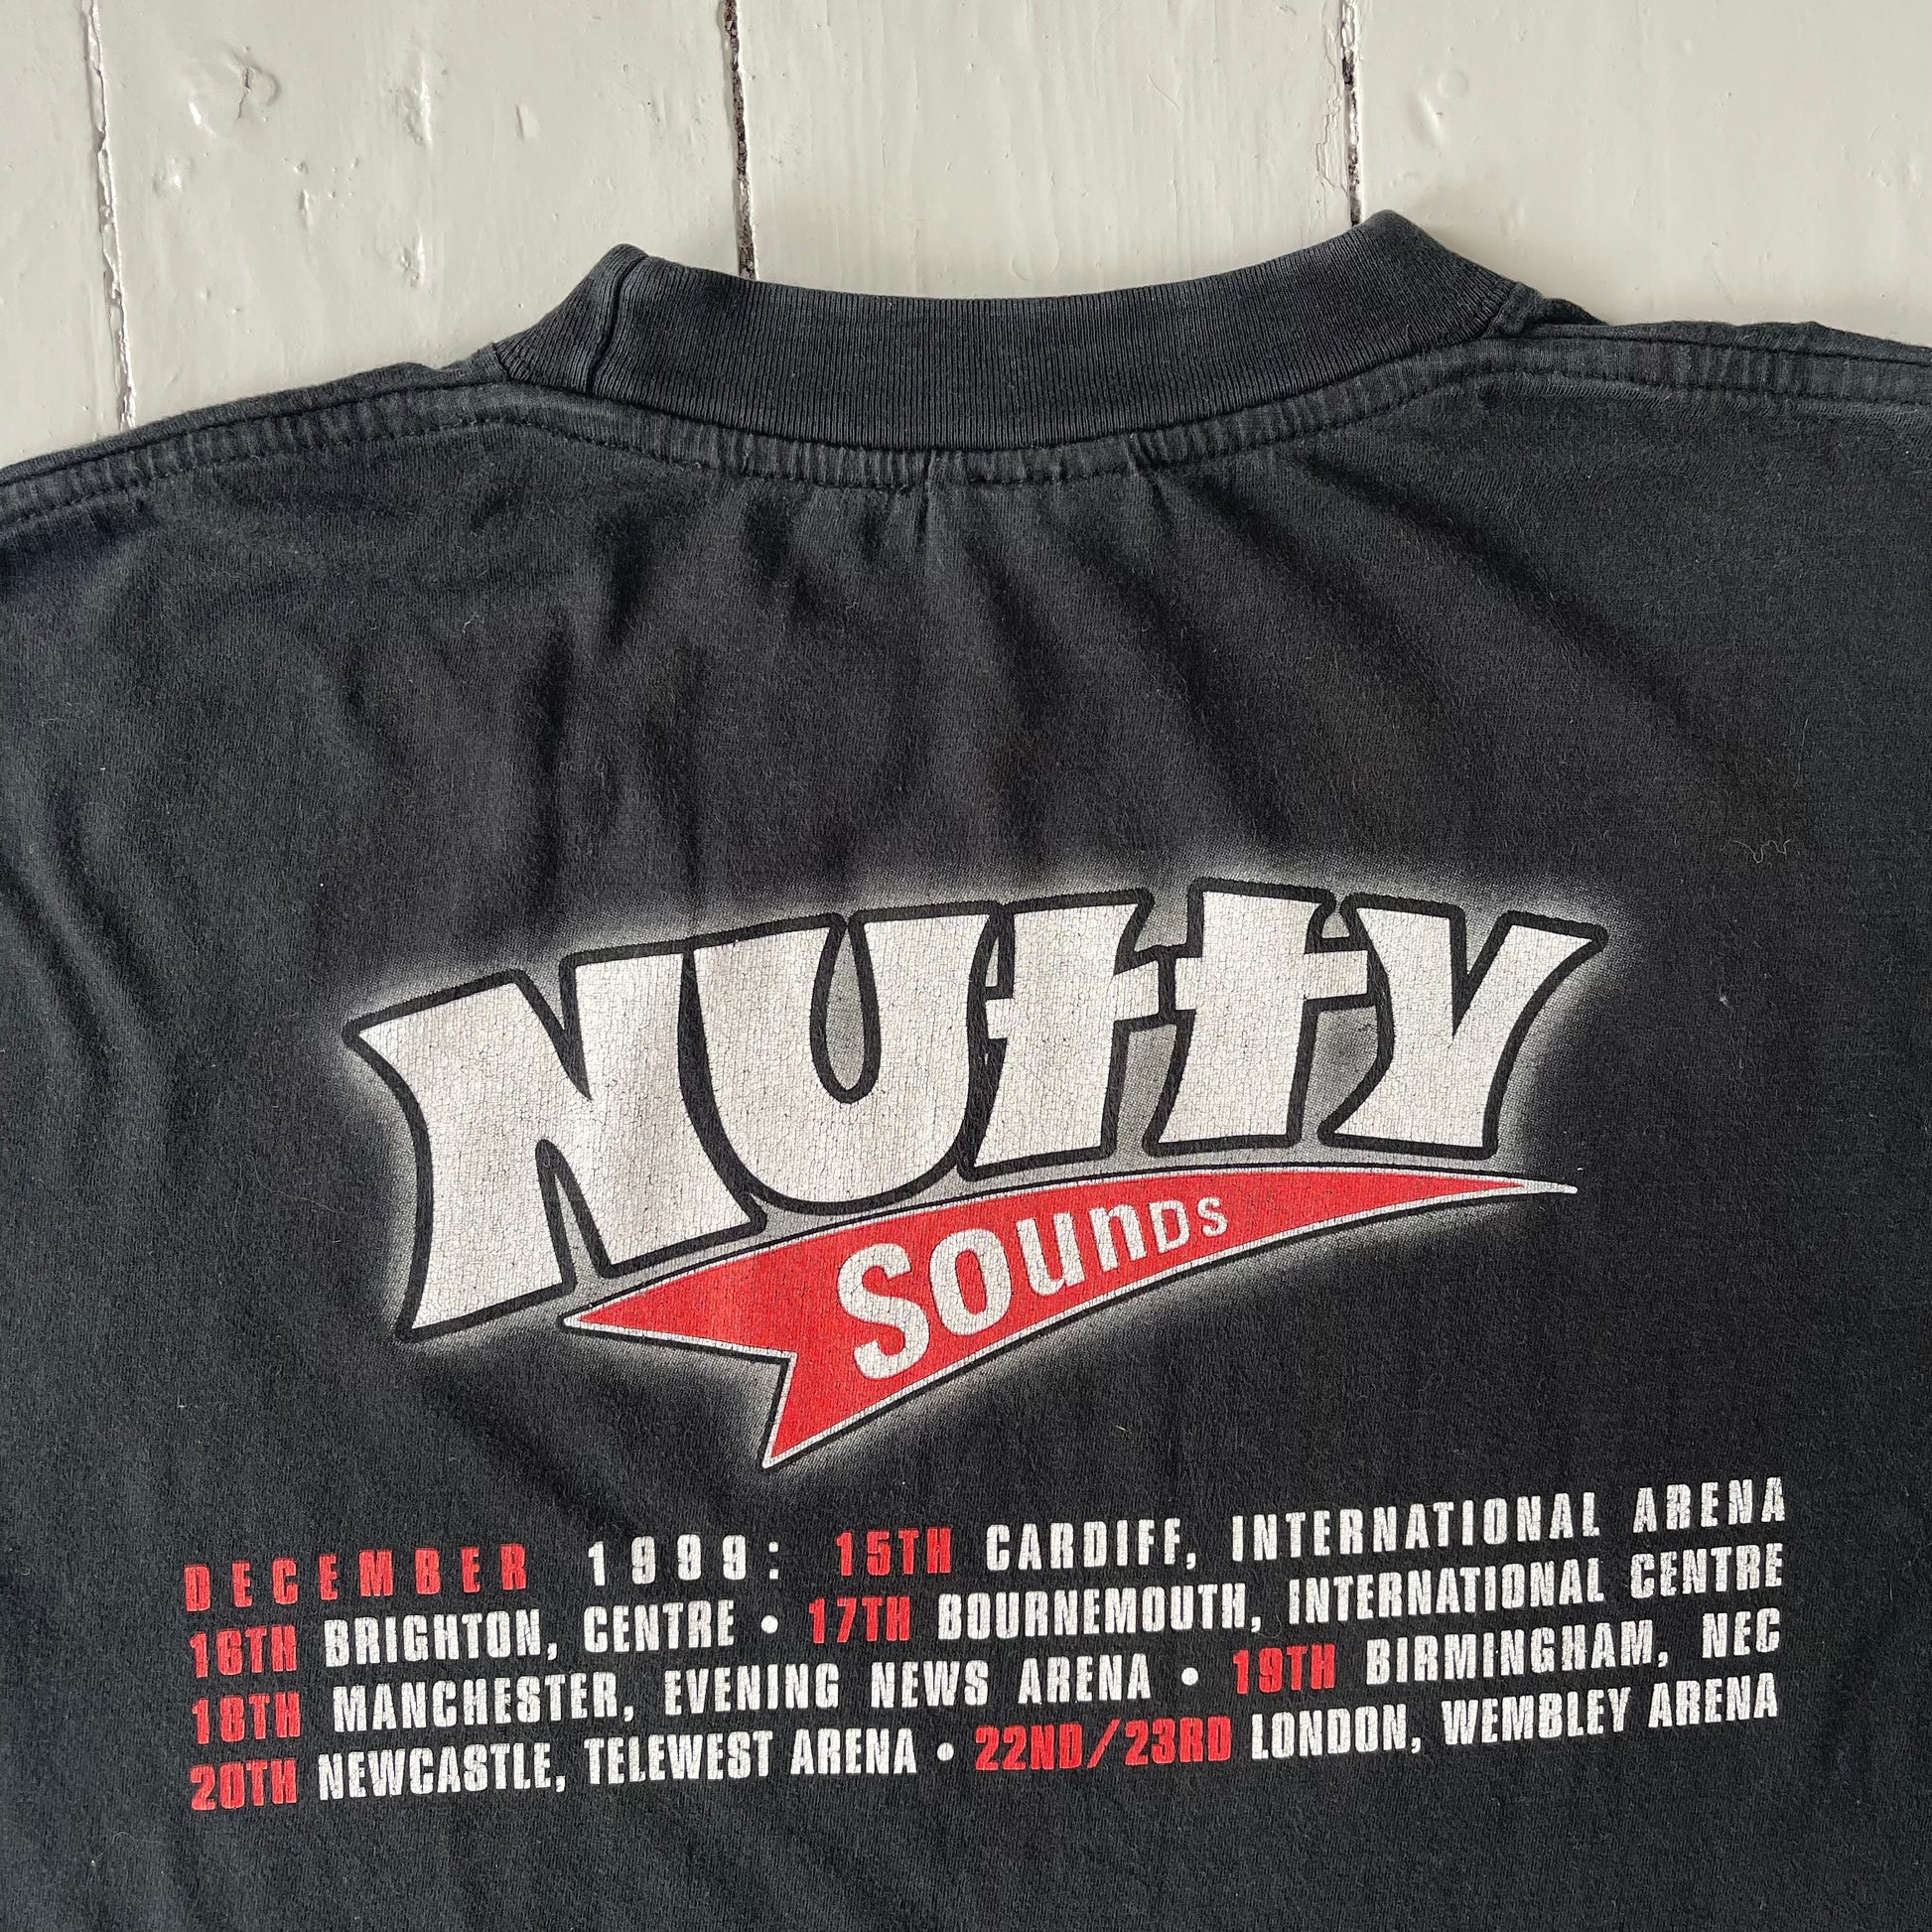 NUttY
SOUnDS
DECEMBER 1999: 15TH CARDIFF, INTERNATIONAL ARENA
16TH BRIGHTON, CENTRE • 17TH BOURNEMOUTH, INTERNATIONAL CENTRE
18TH MANCHESTER, EVENING NEWS ARENA • 19TH BIRMINGHAM, NEC
20TH NEWCASTLE, TELEWEST ARENA • 22ND/23RD LONDON, WEMBLEY ARENA